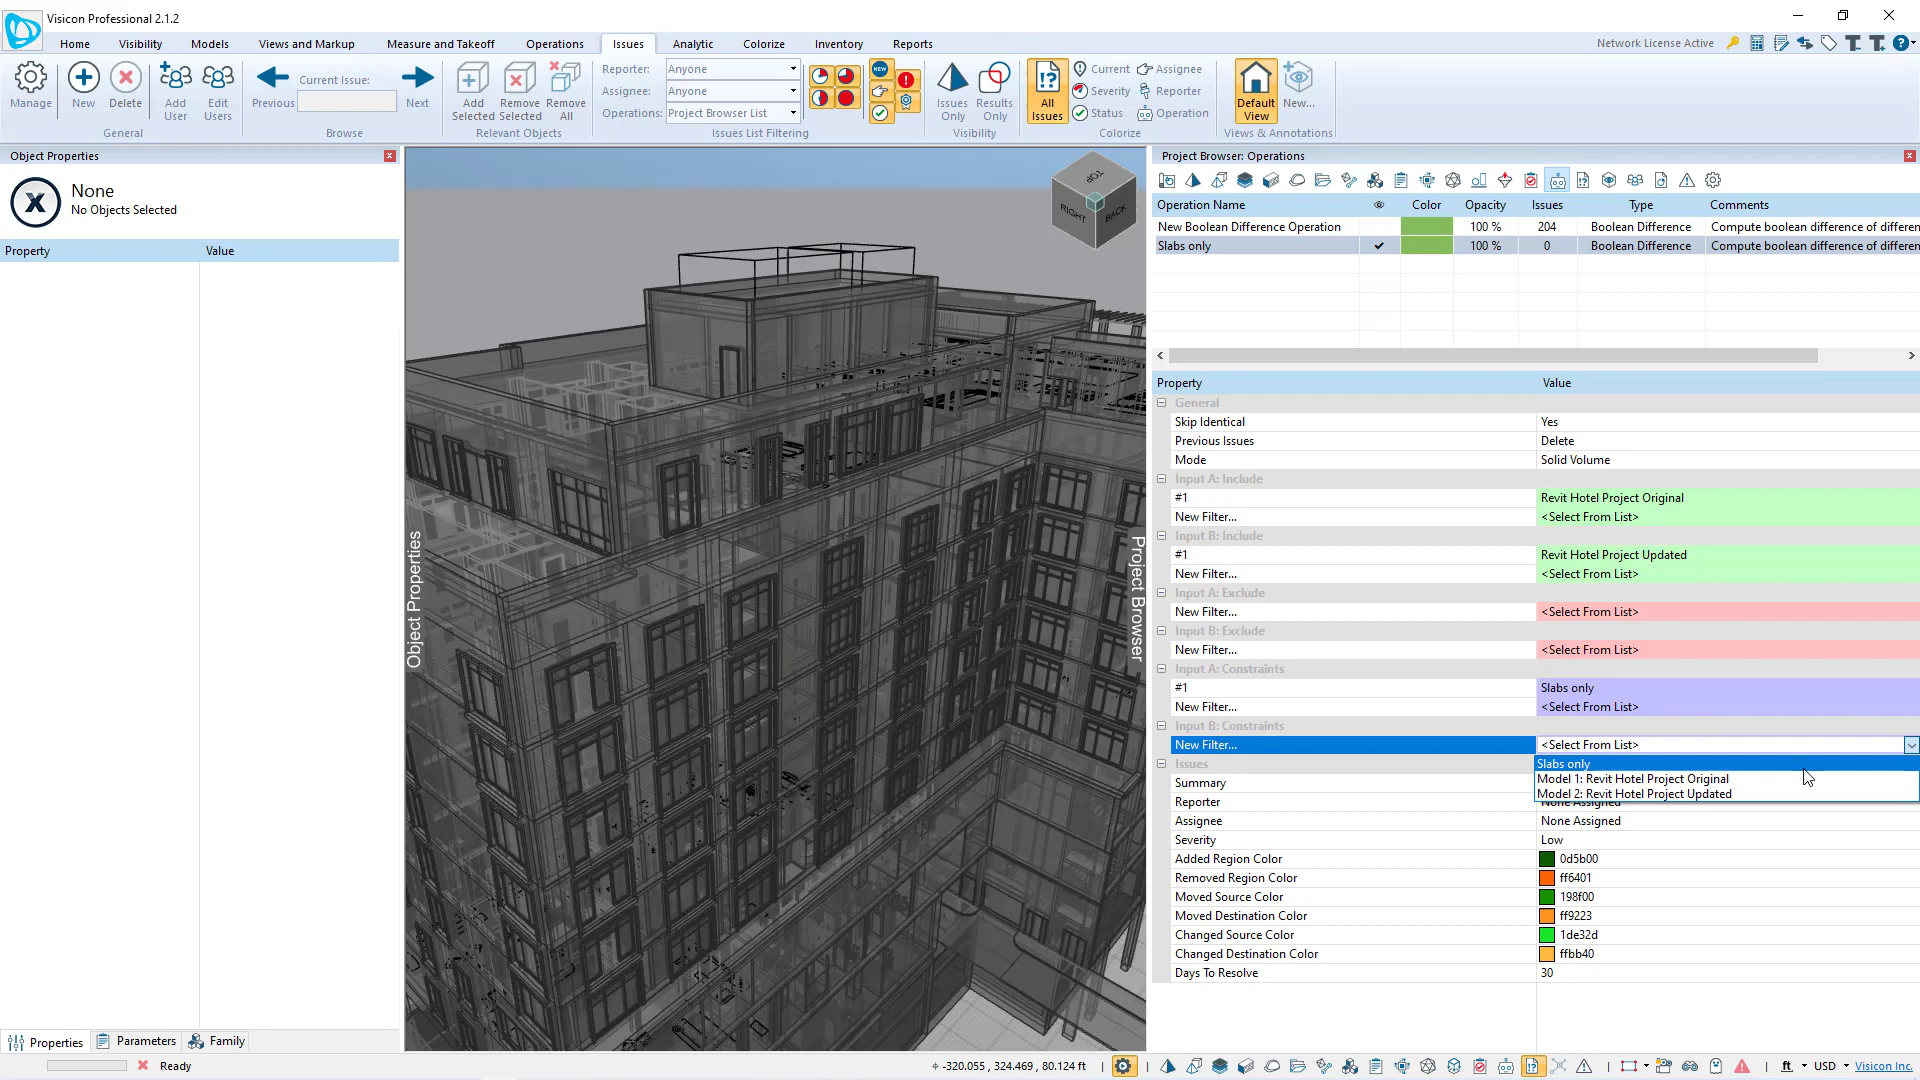 Visicon Professional 2.1.2
Home
Visibility
Models
Views and Markup
Measure and Takeoff
Operations
Issues
Analytic
Colorize
Inventory
Reports
Network License Active
Manage
New
Delete
Add User
Edit Users
General
Previous
Current Issue:
Next
Browse
Add Selected
Remove Selected
Remove All
Relevant Objects
Reporter: Anyone
Assignee: Anyone
Operations: Project Browser List
NEW
Issues List Filtering
Issues Only
Results Only
Visibility
All Issues
Current
Assignee
Severity
Reporter
Status
Operation
Colorize
Default View
New...
Views & Annotations
Object Properties
None
No Objects Selected
Property Value
Object Properties
TOP
RIGHT
BACK
Project Browser
Project Browser: Operations
Operation Name Color Opacity Issues Type Comments
New Boolean Difference Operation 100 % 204 Boolean Difference Compute boolean difference of differen
Slabs only 100 % 0 Boolean Difference Compute boolean difference of differen
Property Value
General
Skip Identical Yes
Previous Issues Delete
Mode Solid Volume
Input A: Include
#1 Revit Hotel Project Original
New Filter... <Select From List>
Input B: Include
#1 Revit Hotel Project Updated
New Filter... <Select From List>
Input A: Exclude
New Filter... <Select From List>
Input B: Exclude
New Filter... <Select From List>
Input A: Constraints
#1 Slabs only
New Filter... <Select From List>
Input B: Constraints
New Filter... <Select From List>
Issues
Slabs only
Model 1: Revit Hotel Project Original
Model 2: Revit Hotel Project Updated
Summary
Reporter None Assigned
Assignee None Assigned
Severity Low
Added Region Color 0d5b00
Removed Region Color ff6401
Moved Source Color 198f00
Moved Destination Color ff9223
Changed Source Color 1de32d
Changed Destination Color ffbb40
Days To Resolve 30
Properties
Parameters
Family
Ready
-320.055 , 324.469 , 80.124 ft
ft
USD
Visicon Inc.